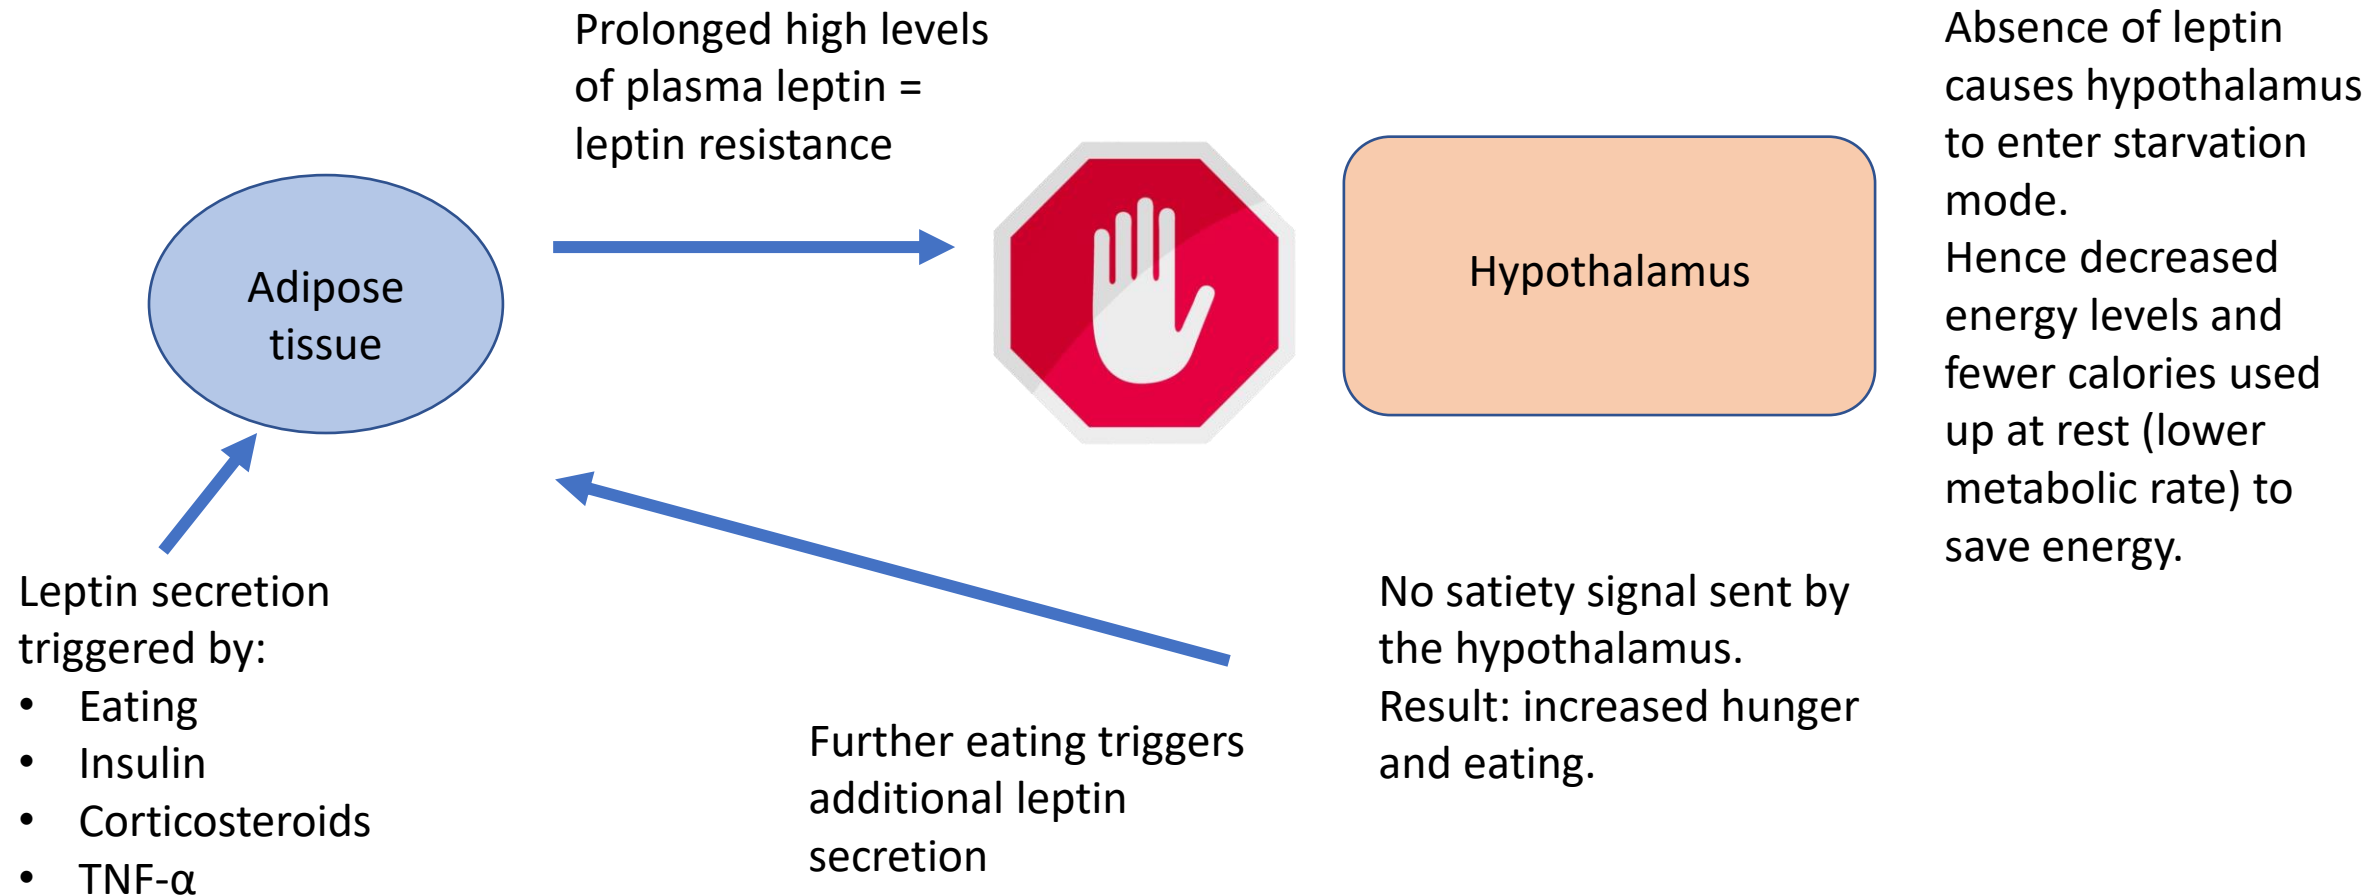 Prolonged high levels
of plasma leptin =
leptin resistance
Absence of leptin
causes hypothalamus
to enter starvation
mode.
Hence decreased
energy levels and
fewer calories used
up at rest (lower
metabolic rate) to
save energy.
Adipose
tissue
Hypothalamus
Leptin secretion
triggered by:
• Eating
• Insulin
• Corticosteroids
• TNF-α
Further eating triggers
additional leptin
secretion
No satiety signal sent by
the hypothalamus.
Result: increased hunger
and eating.